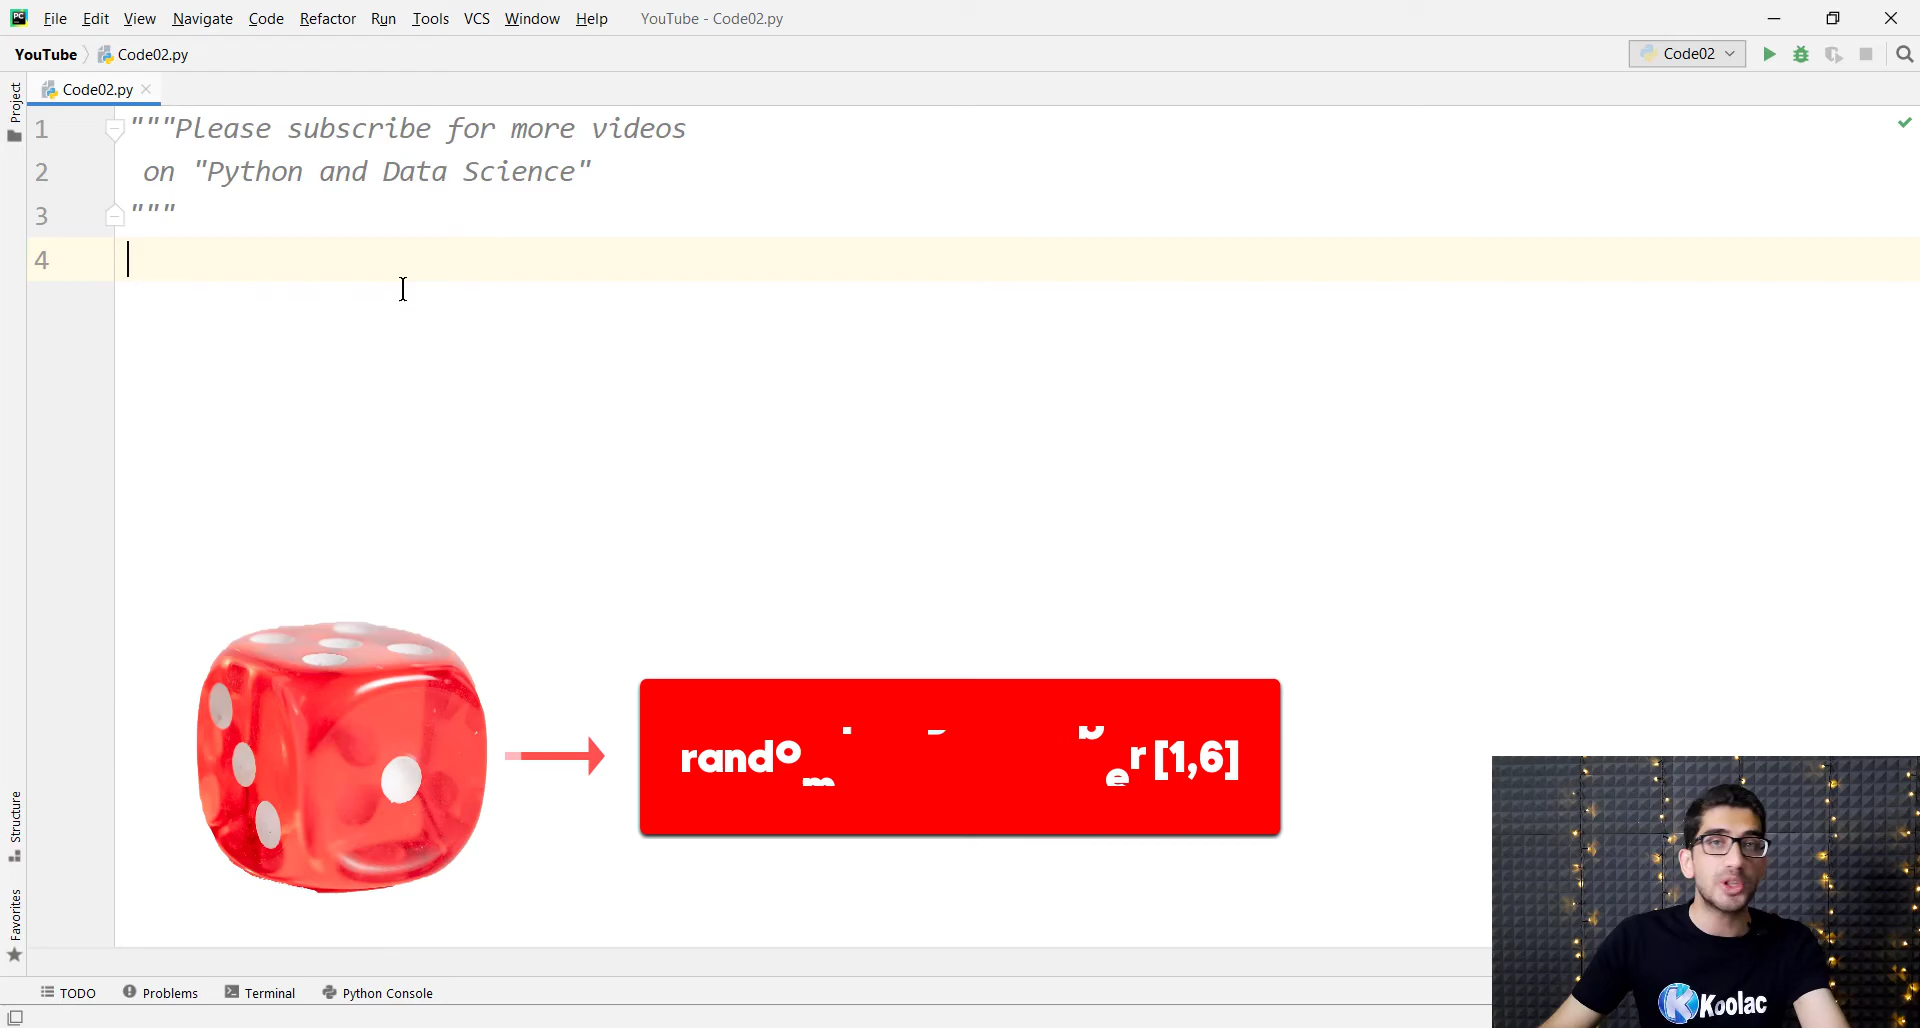 File Edit View Navigate Code Refactor Run Tools VCS Window Help YouTube - Code02.py
YouTube Code02.py
Code02
Code02.py
Project
1 """Please subscribe for more videos
2 on "Python and Data Science"
3 """
4
[1,6]
Structure
Favorites
Koolac
TODO Problems Terminal Python Console